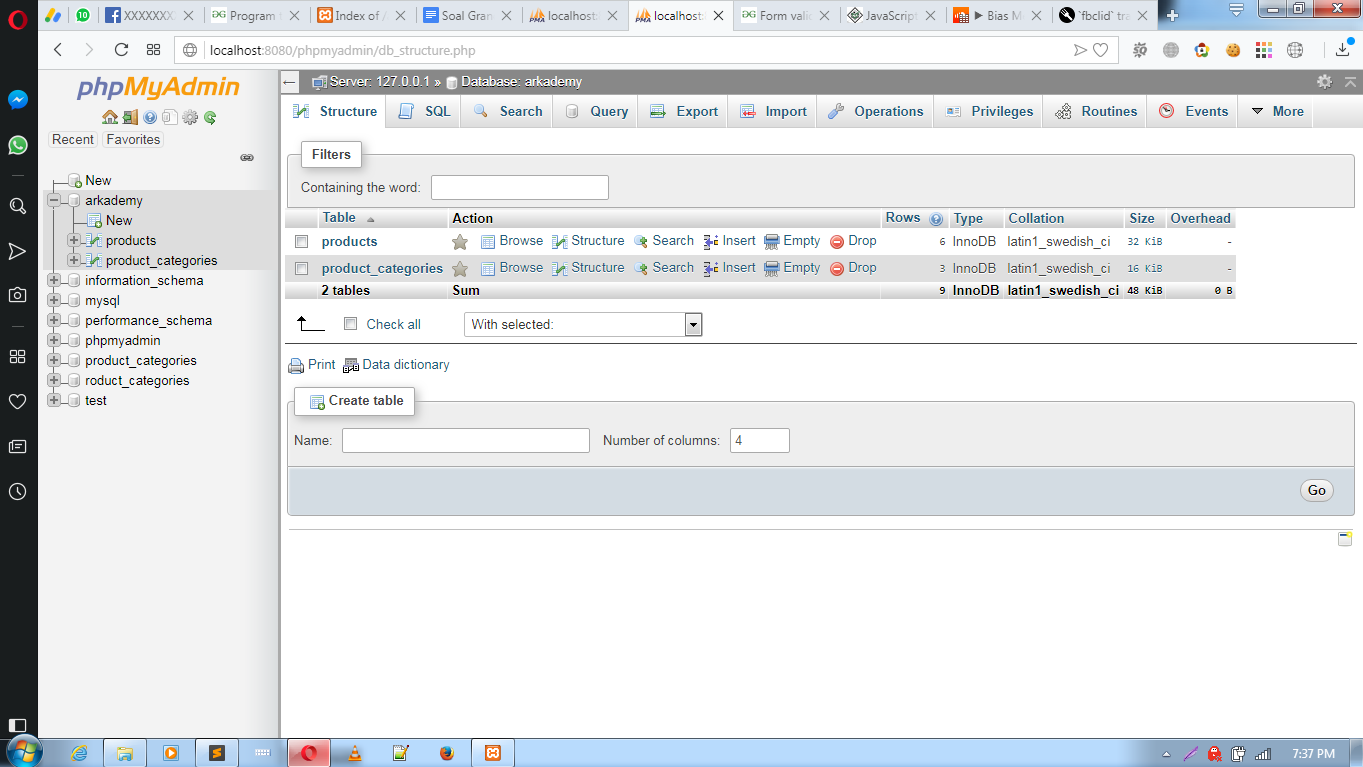 10
XXXXXXX
Program
Index of /
Soal Gran
localhost:
localhost:
Form vali
JavaScript
► Bias M
`fbclid` tra
localhost:8080/phpmyadmin/db_structure.php
phpMyAdmin
Recent
Favorites
New
arkademy
New
products
product_categories
information_schema
mysql
performance_schema
phpmyadmin
product_categories
roduct_categories
test
Server: 127.0.0.1 » Database: arkademy
Structure SQL Search Query Export Import Operations Privileges Routines Events More
Filters
Containing the word:
Table Action Rows Type Collation Size Overhead
products Browse Structure Search Insert Empty Drop 6 InnoDB latin1_swedish_ci 32 KiB -
product_categories Browse Structure Search Insert Empty Drop 3 InnoDB latin1_swedish_ci 16 KiB -
2 tables Sum 9 InnoDB latin1_swedish_ci 48 KiB 0 B
Check all With selected:
Print Data dictionary
Create table
Name: Number of columns: 4
Go
7:37 PM